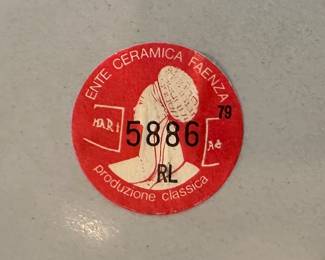 ENTE CERAMICA FAENZA
79
MARI
5886
RL
produzione classica